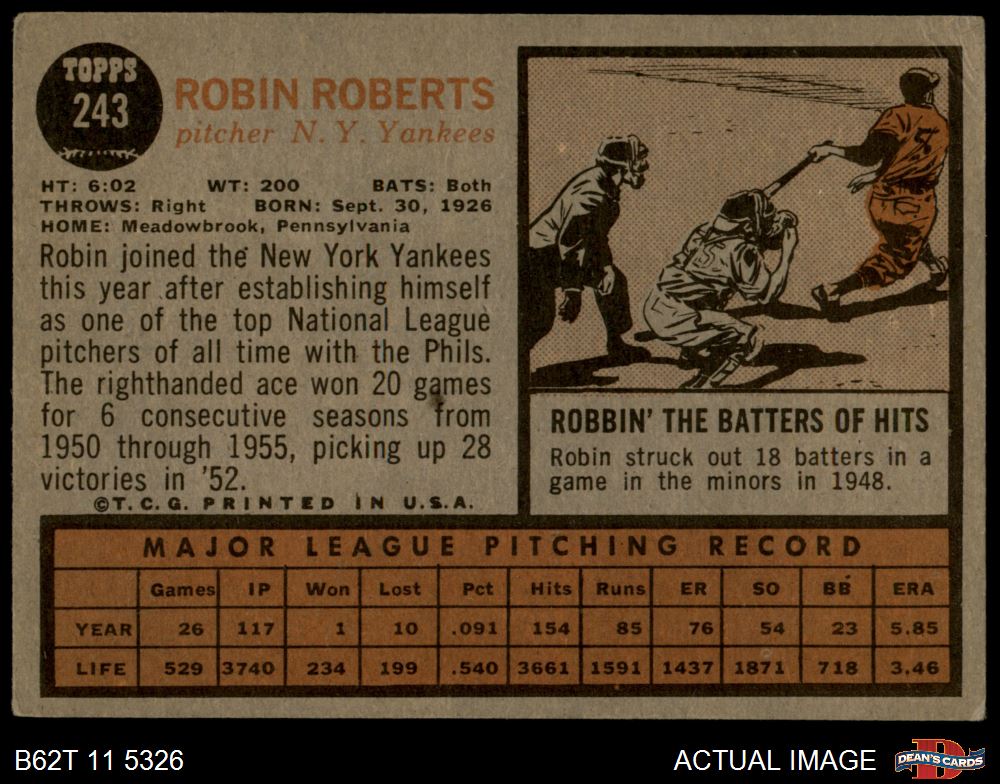 TOPPS
243
ROBIN ROBERTS
pitcher N. Y. Yankees
HT: 6:02 WT: 200 BATS: Both
THROWS: Right BORN: Sept. 30, 1926
HOME: Meadowbrook, Pennsylvania
Robin joined the New York Yankees
this year after establishing himself
as one of the top National League
pitchers of all time with the Phils.
The righthanded ace won 20 games
for 6 consecutive seasons from
1950 through 1955, picking up 28
victories in '52.
©T. C. G. PRINTED IN U.S.A.
ROBBIN' THE BATTERS OF HITS
Robin struck out 18 batters in a
game in the minors in 1948.
MAJOR LEAGUE PITCHING RECORD
Games IP Won Lost Pct Hits Runs ER SO BB ERA
YEAR 26 117 1 10 .091 154 85 76 54 23 5.85
LIFE 529 3740 234 199 .540 3661 1591 1437 1871 718 3.46
B62T 11 5326
ACTUAL IMAGE
DEAN'S CARDS